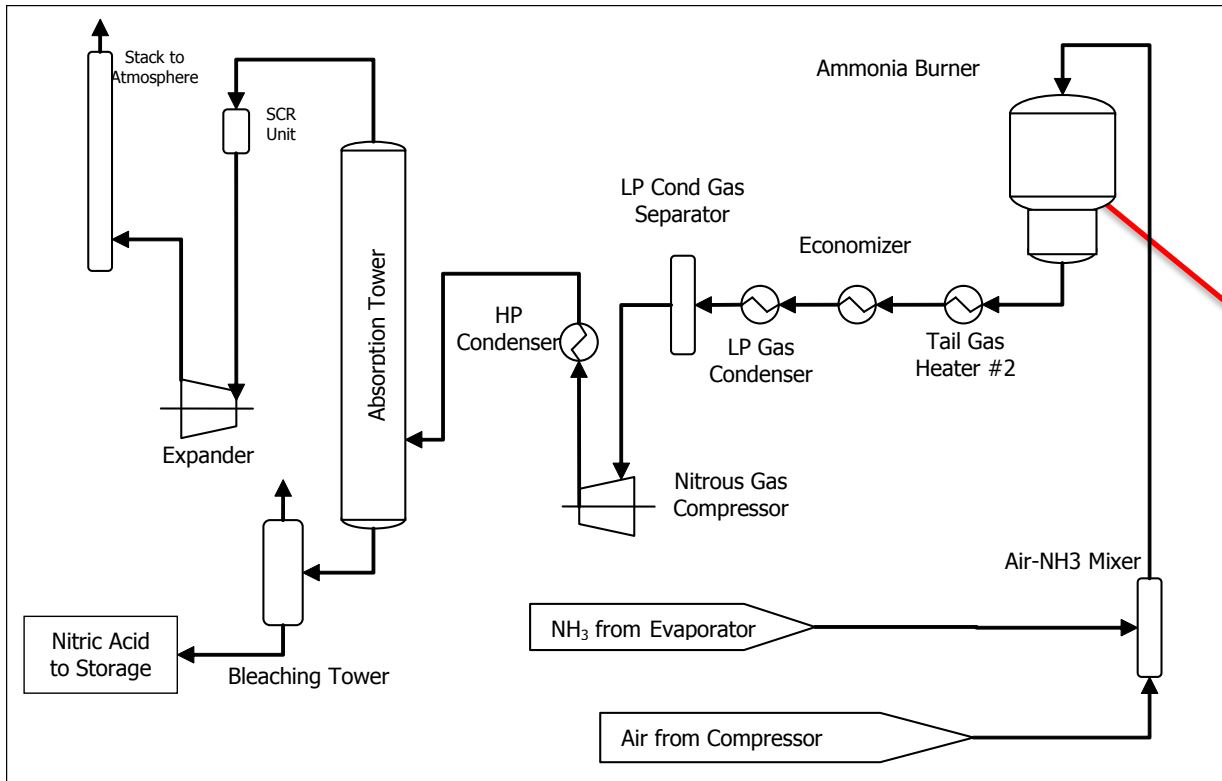 Stack to
Atmosphere
SCR
Unit
Ammonia Burner
LP Cond Gas
Separator
Economizer
Absorption Tower
HP
Condenser
LP Gas
Condenser
Tail Gas
Heater #2
Expander
Nitrous Gas
Compressor
Air-NH3 Mixer
NH₃ from Evaporator
Nitric Acid
to Storage
Bleaching Tower
Air from Compressor